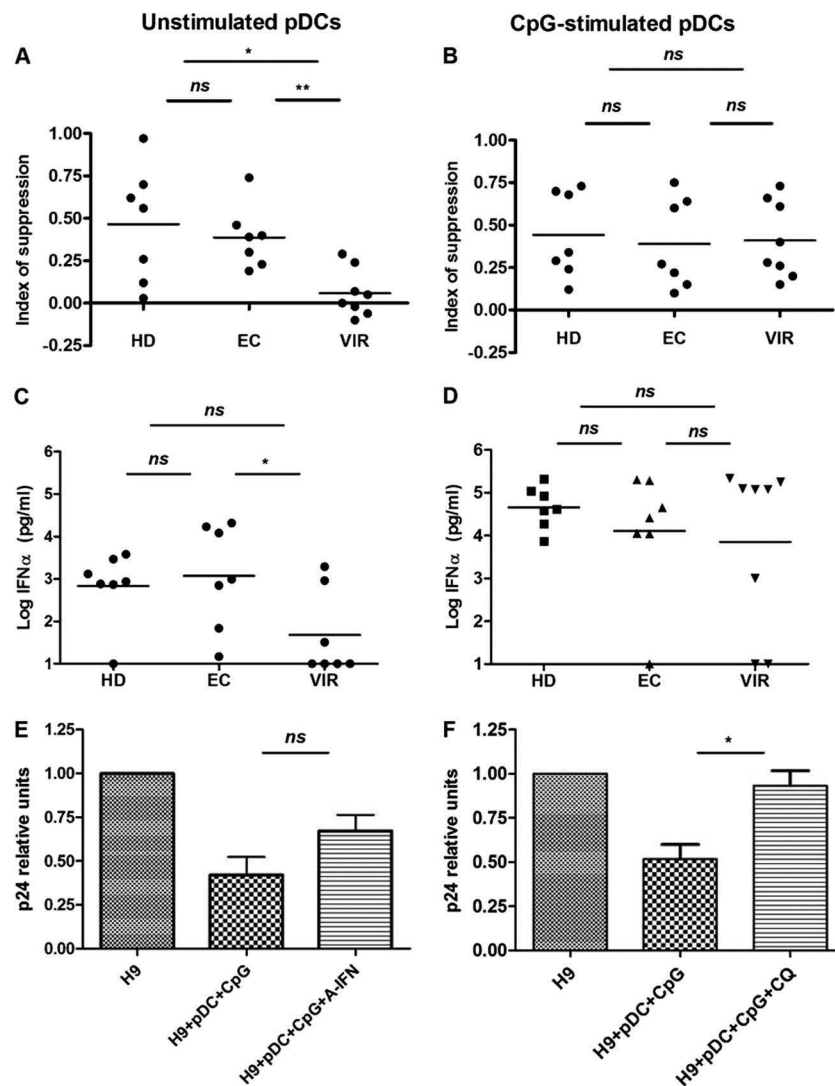 Unstimulated pDCs
CpG-stimulated pDCs
A
*
ns
**
Index of suppression
1.00
0.75
0.50
0.25
0.00
-0.25
HD
EC
VIR
B
ns
ns
ns
Index of suppression
1.00
0.75
0.50
0.25
0.00
-0.25
HD
EC
VIR
C
ns
ns
*
Log IFNα (pg/ml)
6
5
4
3
2
1
HD
EC
VIR
D
ns
ns
ns
Log IFNα (pg/ml)
6
5
4
3
2
1
HD
EC
VIR
E
ns
p24 relative units
1.25
1.00
0.75
0.50
0.25
0.00
H9
H9+pDC+CpG
H9+pDC+CpG+A-IFN
F
*
p24 relative units
1.25
1.00
0.75
0.50
0.25
0.00
H9
H9+pDC+CpG
H9+pDC+CpG+CQ